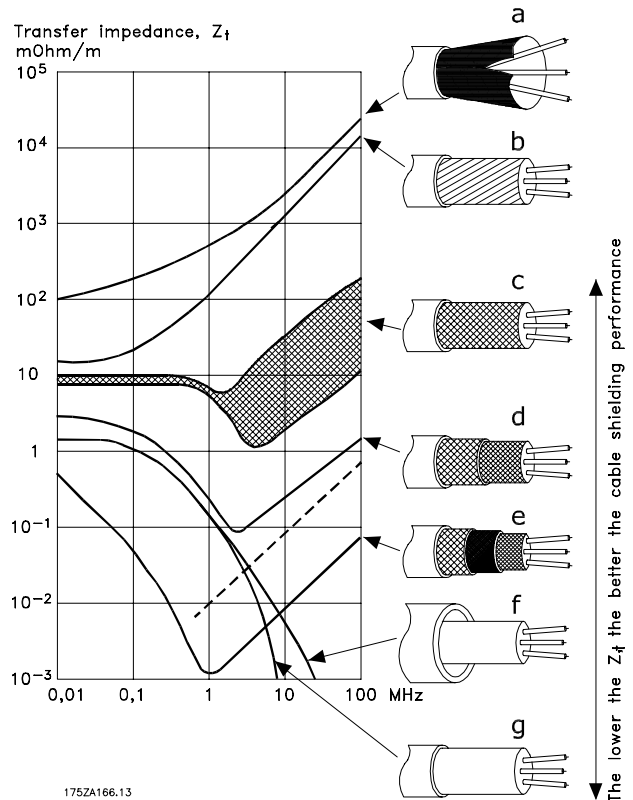 Transfer impedance, Zt
mOhm/m
10⁵
10⁴
10³
10²
10
1
10⁻¹
10⁻²
10⁻³
0,01 0,1 1 10 100 MHz
a
b
c
d
e
f
g
The lower the Zt the better the cable shielding performance
175ZA166.13